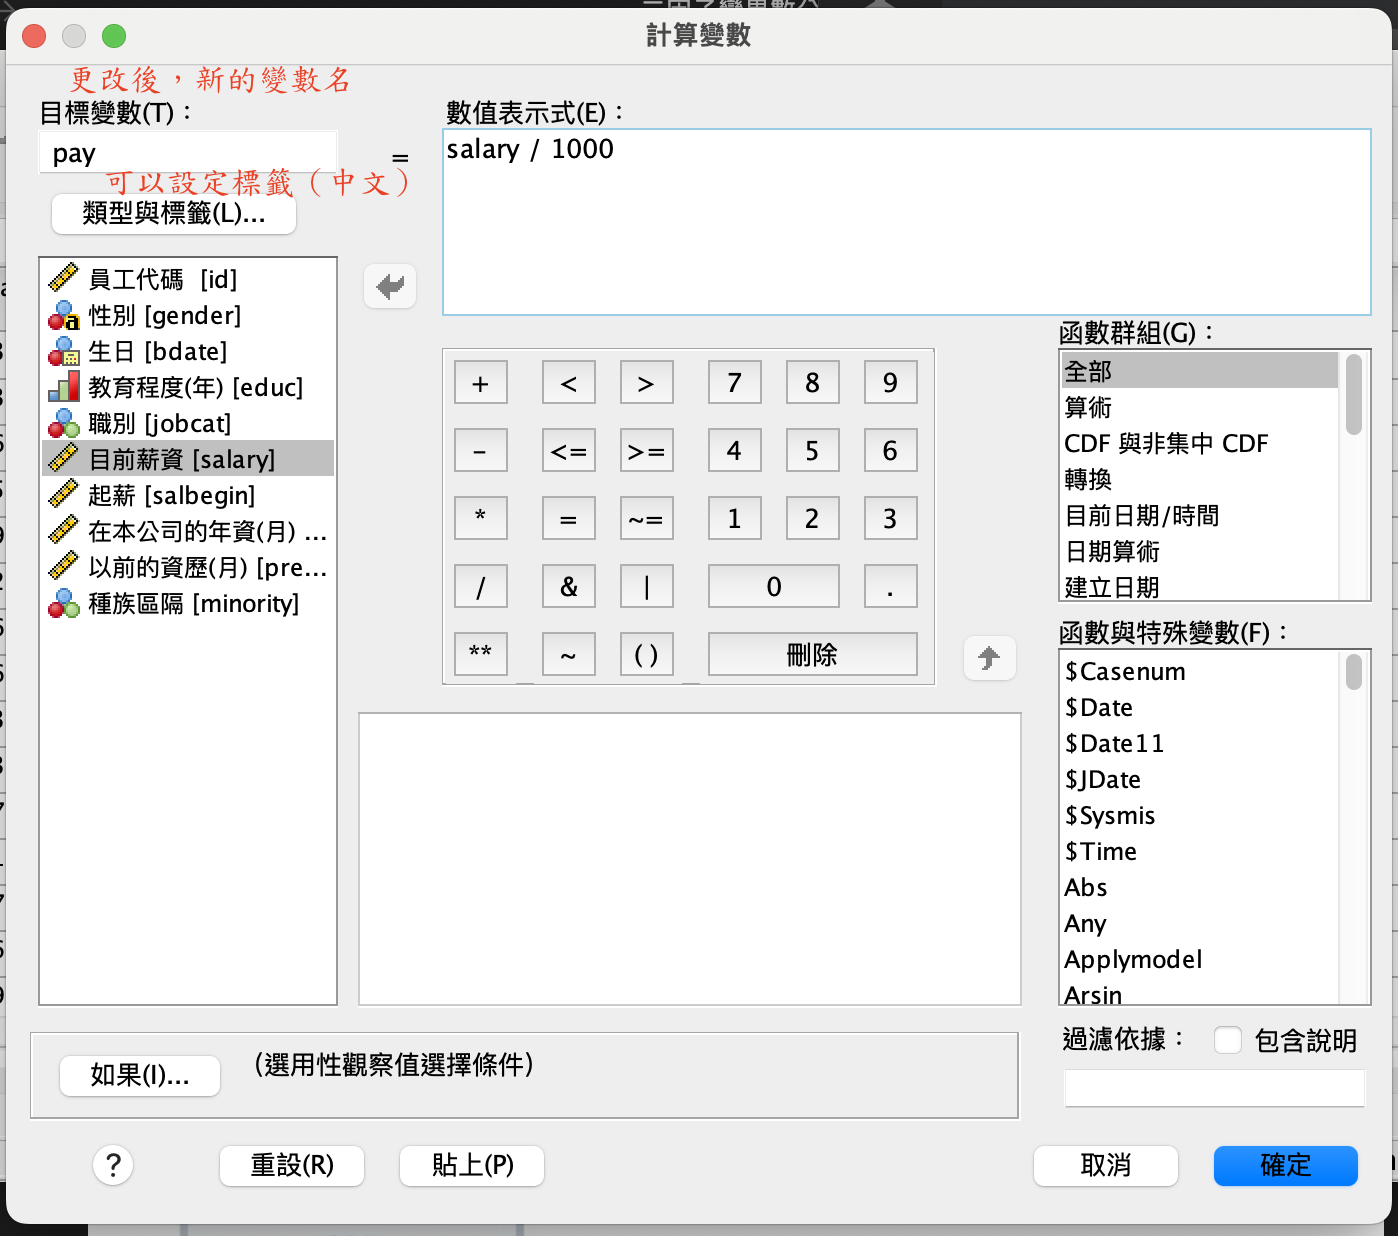 計算變數
更改後，新的變數名
目標變數(T)：
pay
=
可以設定標籤（中文）
類型與標籤(L)...
數值表示式(E)：
salary / 1000
員工代碼 [id]
性別 [gender]
生日 [bdate]
教育程度(年) [educ]
職別 [jobcat]
目前薪資 [salary]
起薪 [salbegin]
在本公司的年資(月) ...
以前的資歷(月) [pre...
種族區隔 [minority]
+ < > 7 8 9
- <= >= 4 5 6
* = ~= 1 2 3
/ & | 0 .
** ~ ( ) 刪除
函數群組(G)：
全部
算術
CDF 與非集中 CDF
轉換
目前日期/時間
日期算術
建立日期
函數與特殊變數(F)：
$Casenum
$Date
$Date11
$JDate
$Sysmis
$Time
Abs
Any
Applymodel
Arsin
過濾依據： 包含說明
如果(I)... (選用性觀察值選擇條件)
? 重設(R) 貼上(P) 取消 確定